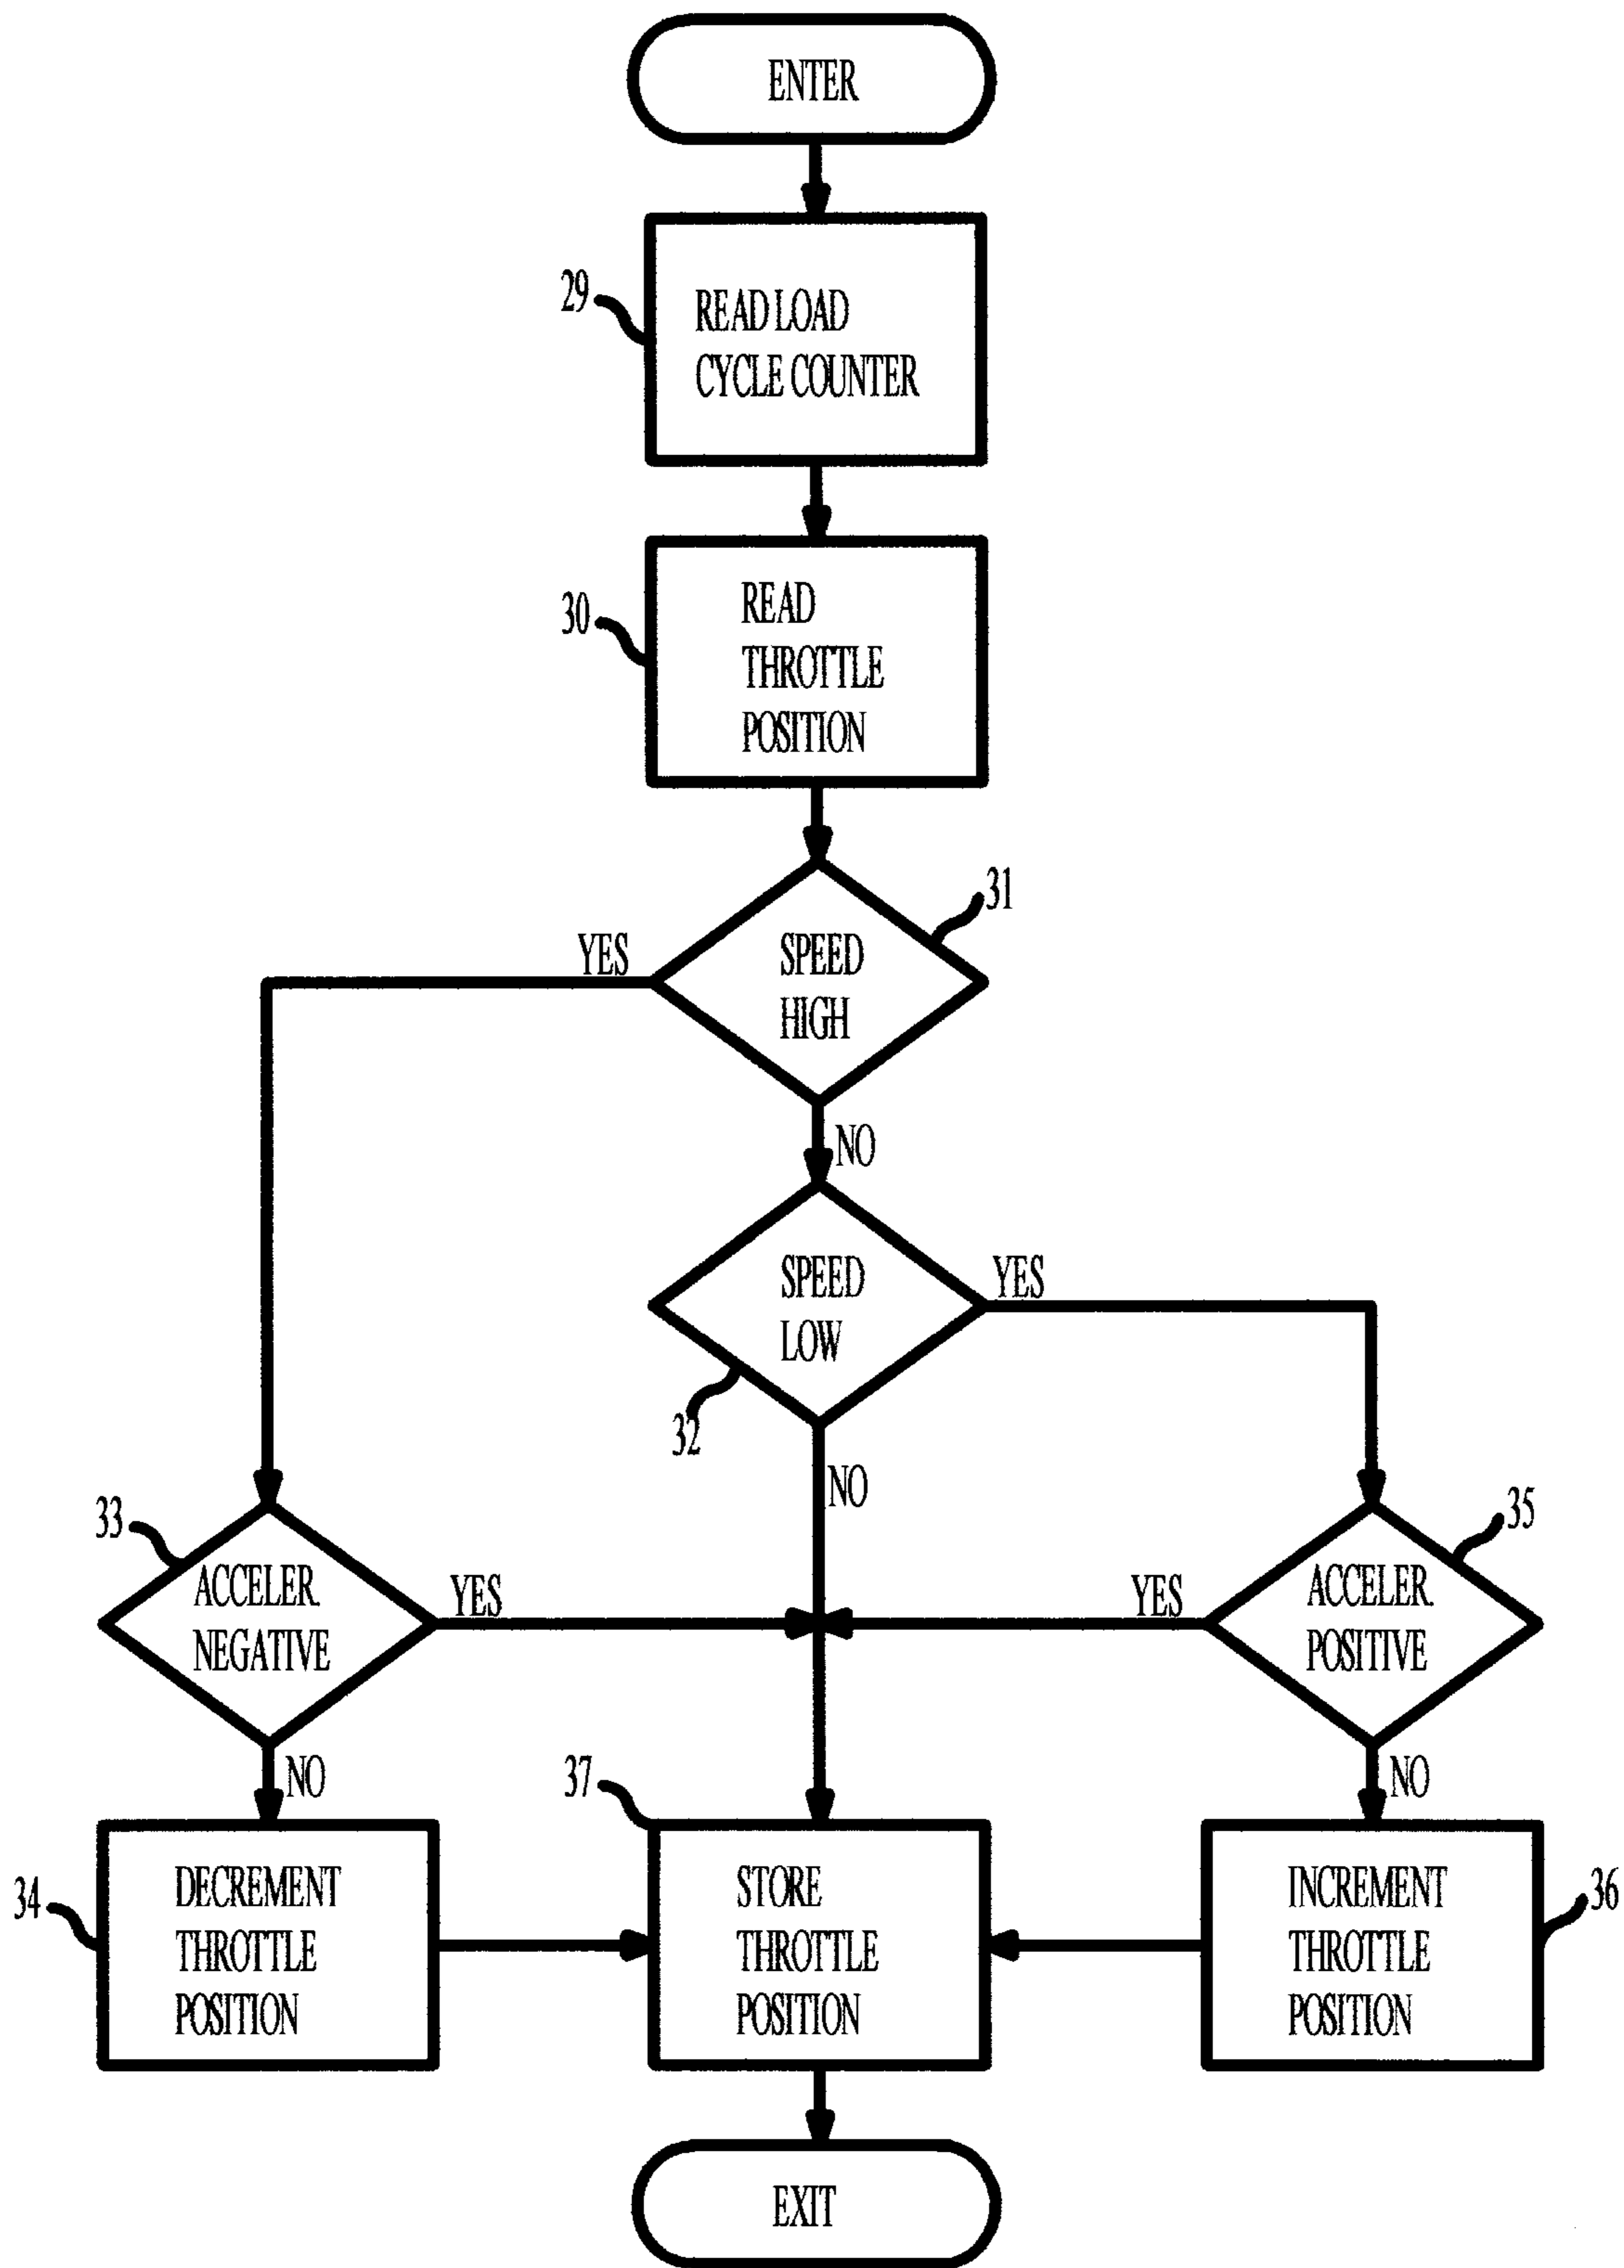 ENTER
29
READ LOAD
CYCLE COUNTER
30
READ
THROTTLE
POSITION
31
YES
SPEED
HIGH
NO
SPEED
LOW
YES
32
NO
33
ACCELER.
NEGATIVE
YES
35
YES
ACCELER.
POSITIVE
NO
37
NO
34
DECREMENT
THROTTLE
POSITION
STORE
THROTTLE
POSITION
INCREMENT
THROTTLE
POSITION
36
EXIT